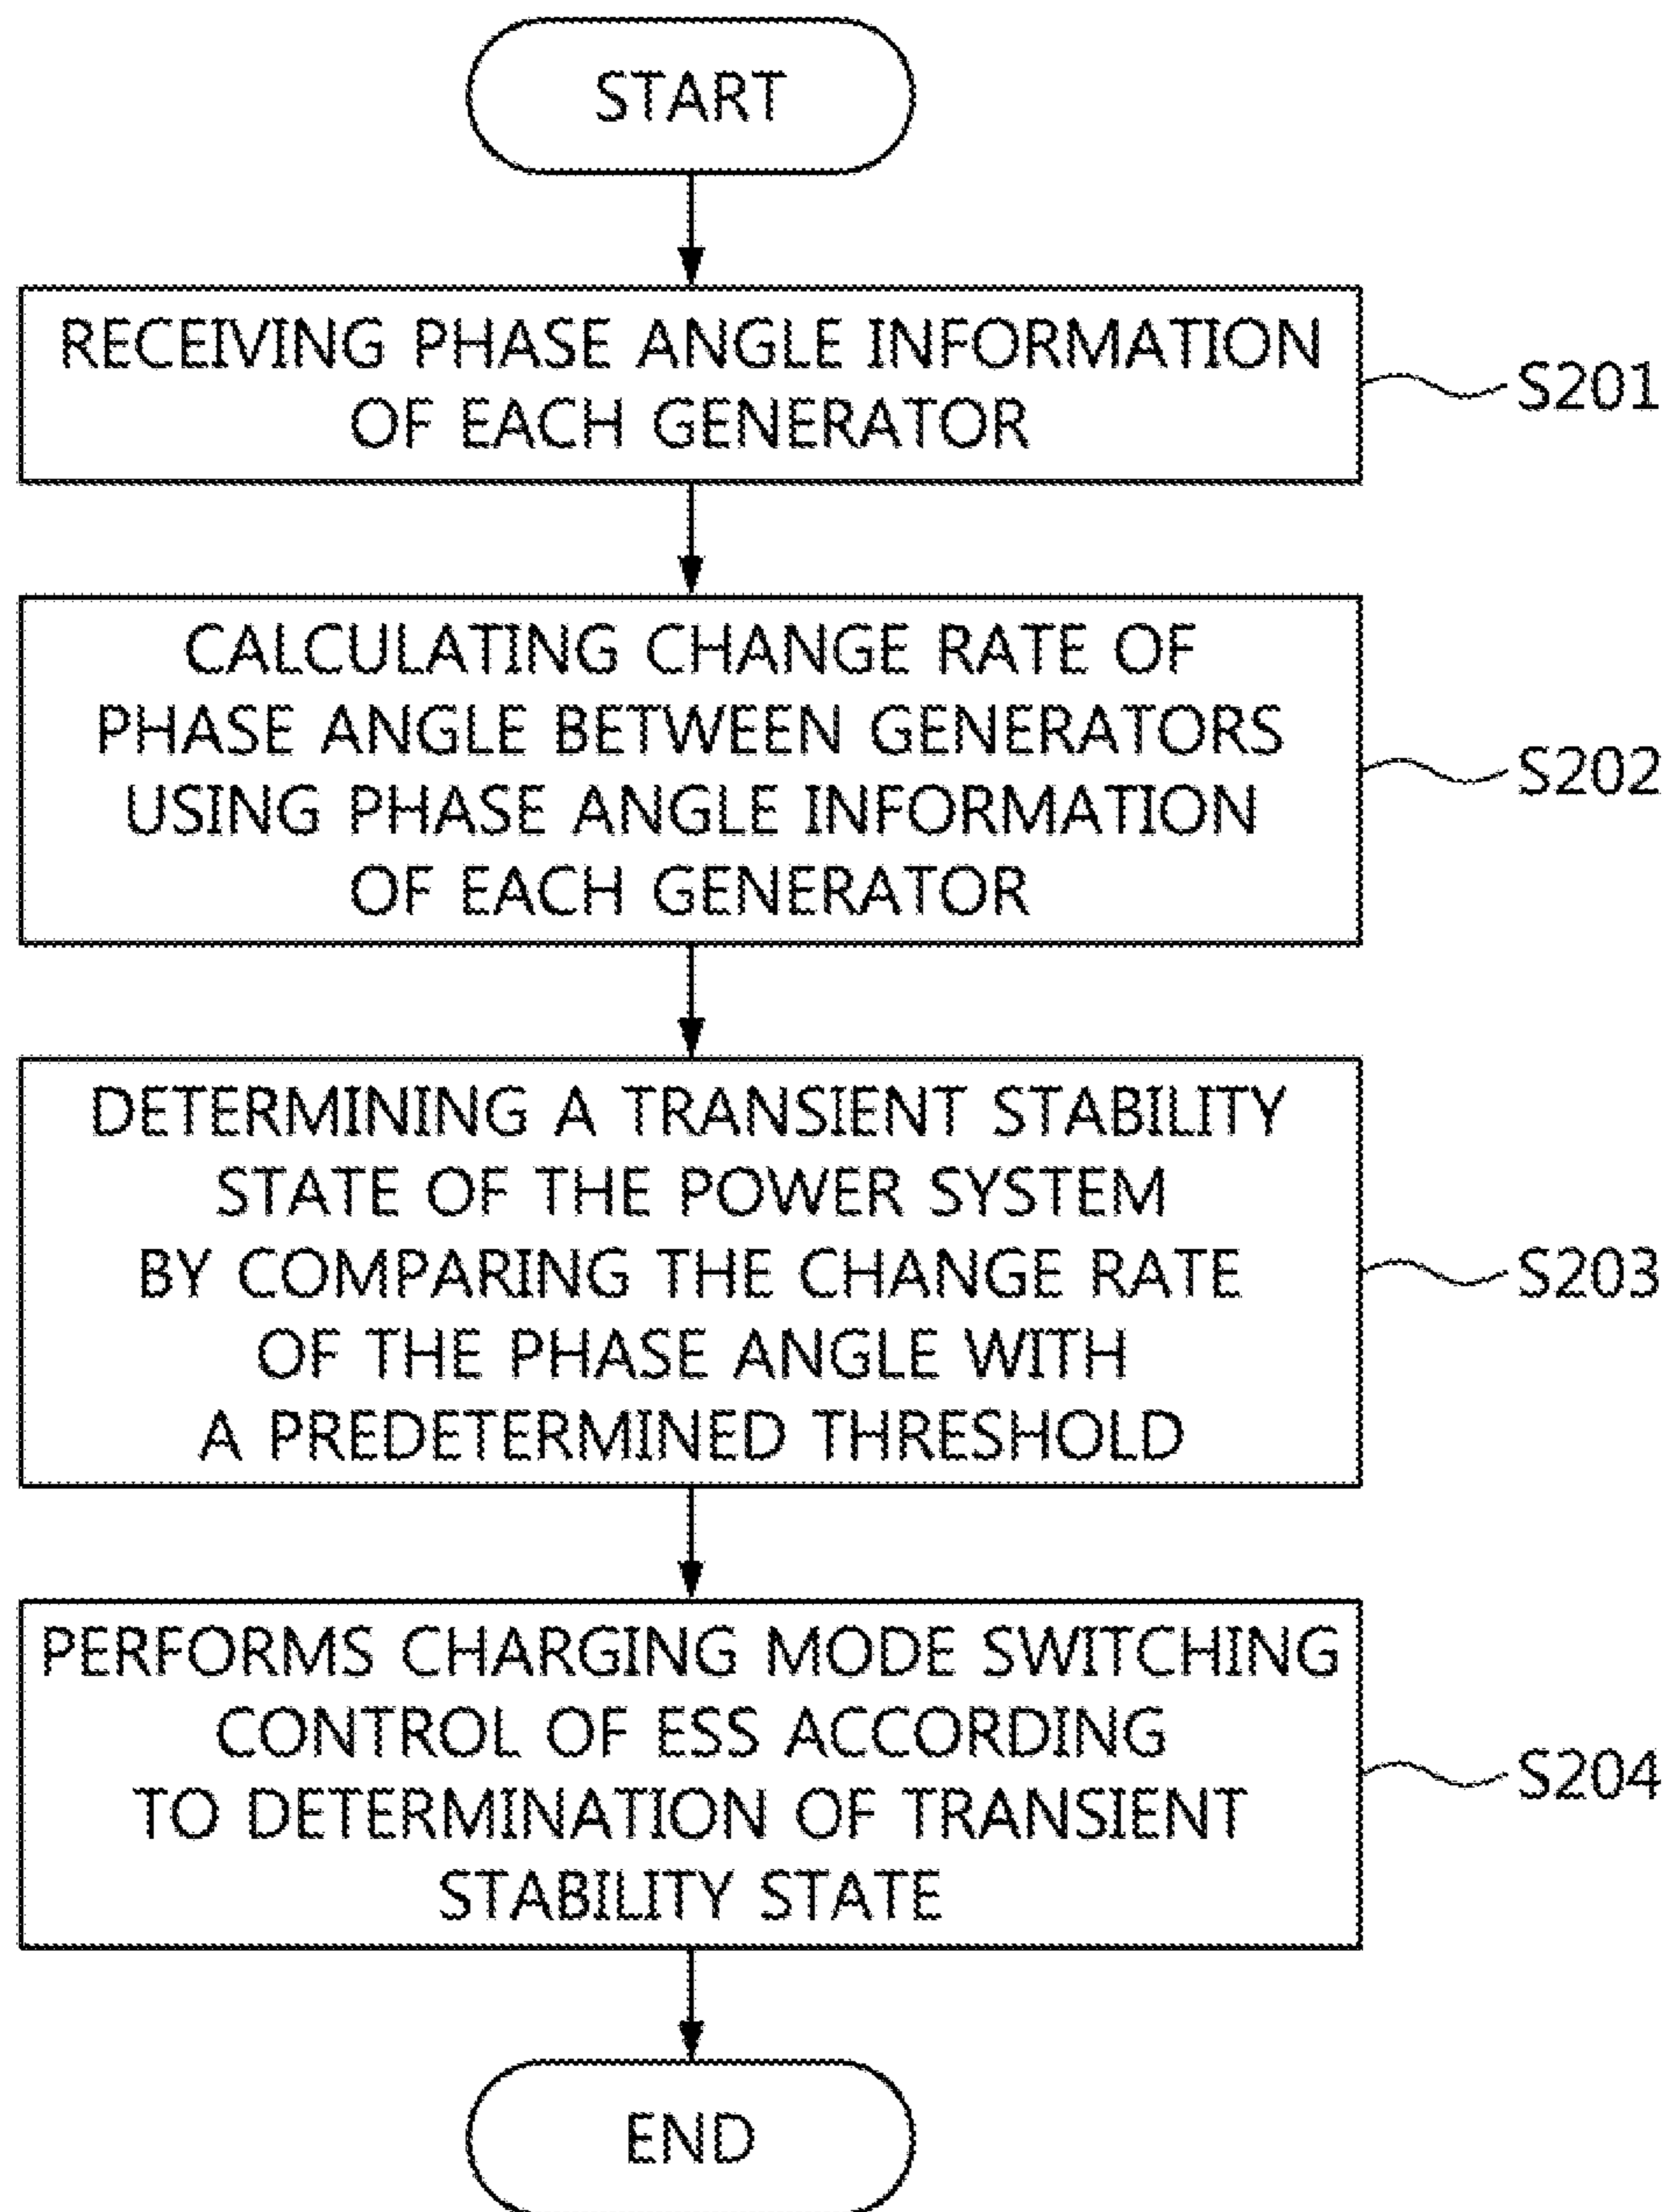 START
RECEIVING PHASE ANGLE INFORMATION
OF EACH GENERATOR
S201
CALCULATING CHANGE RATE OF
PHASE ANGLE BETWEEN GENERATORS
USING PHASE ANGLE INFORMATION
OF EACH GENERATOR
S202
DETERMINING A TRANSIENT STABILITY
STATE OF THE POWER SYSTEM
BY COMPARING THE CHANGE RATE
OF THE PHASE ANGLE WITH
A PREDETERMINED THRESHOLD
S203
PERFORMS CHARGING MODE SWITCHING
CONTROL OF ESS ACCORDING
TO DETERMINATION OF TRANSIENT
STABILITY STATE
S204
END